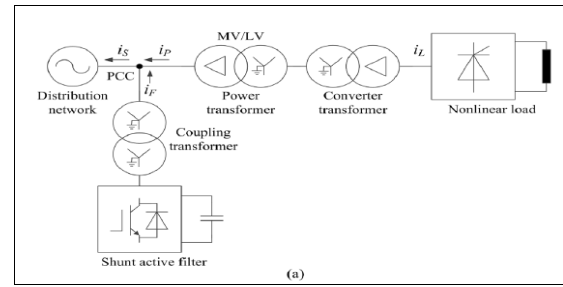 MV/LV
iS
iP
iL
PCC
iF
Distribution
network
Power
transformer
Converter
transformer
Nonlinear load
Coupling
transformer
Shunt active filter
(a)